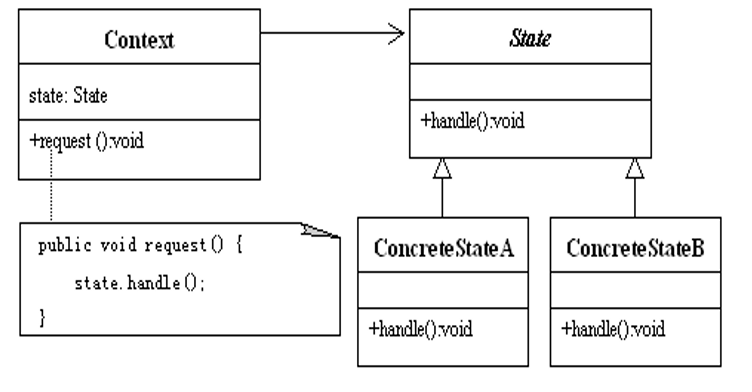 Context
state: State
+request ():void
public void request() {
state.handle();
}
State
+handle():void
ConcreteStateA
+handle():void
ConcreteStateB
+handle():void